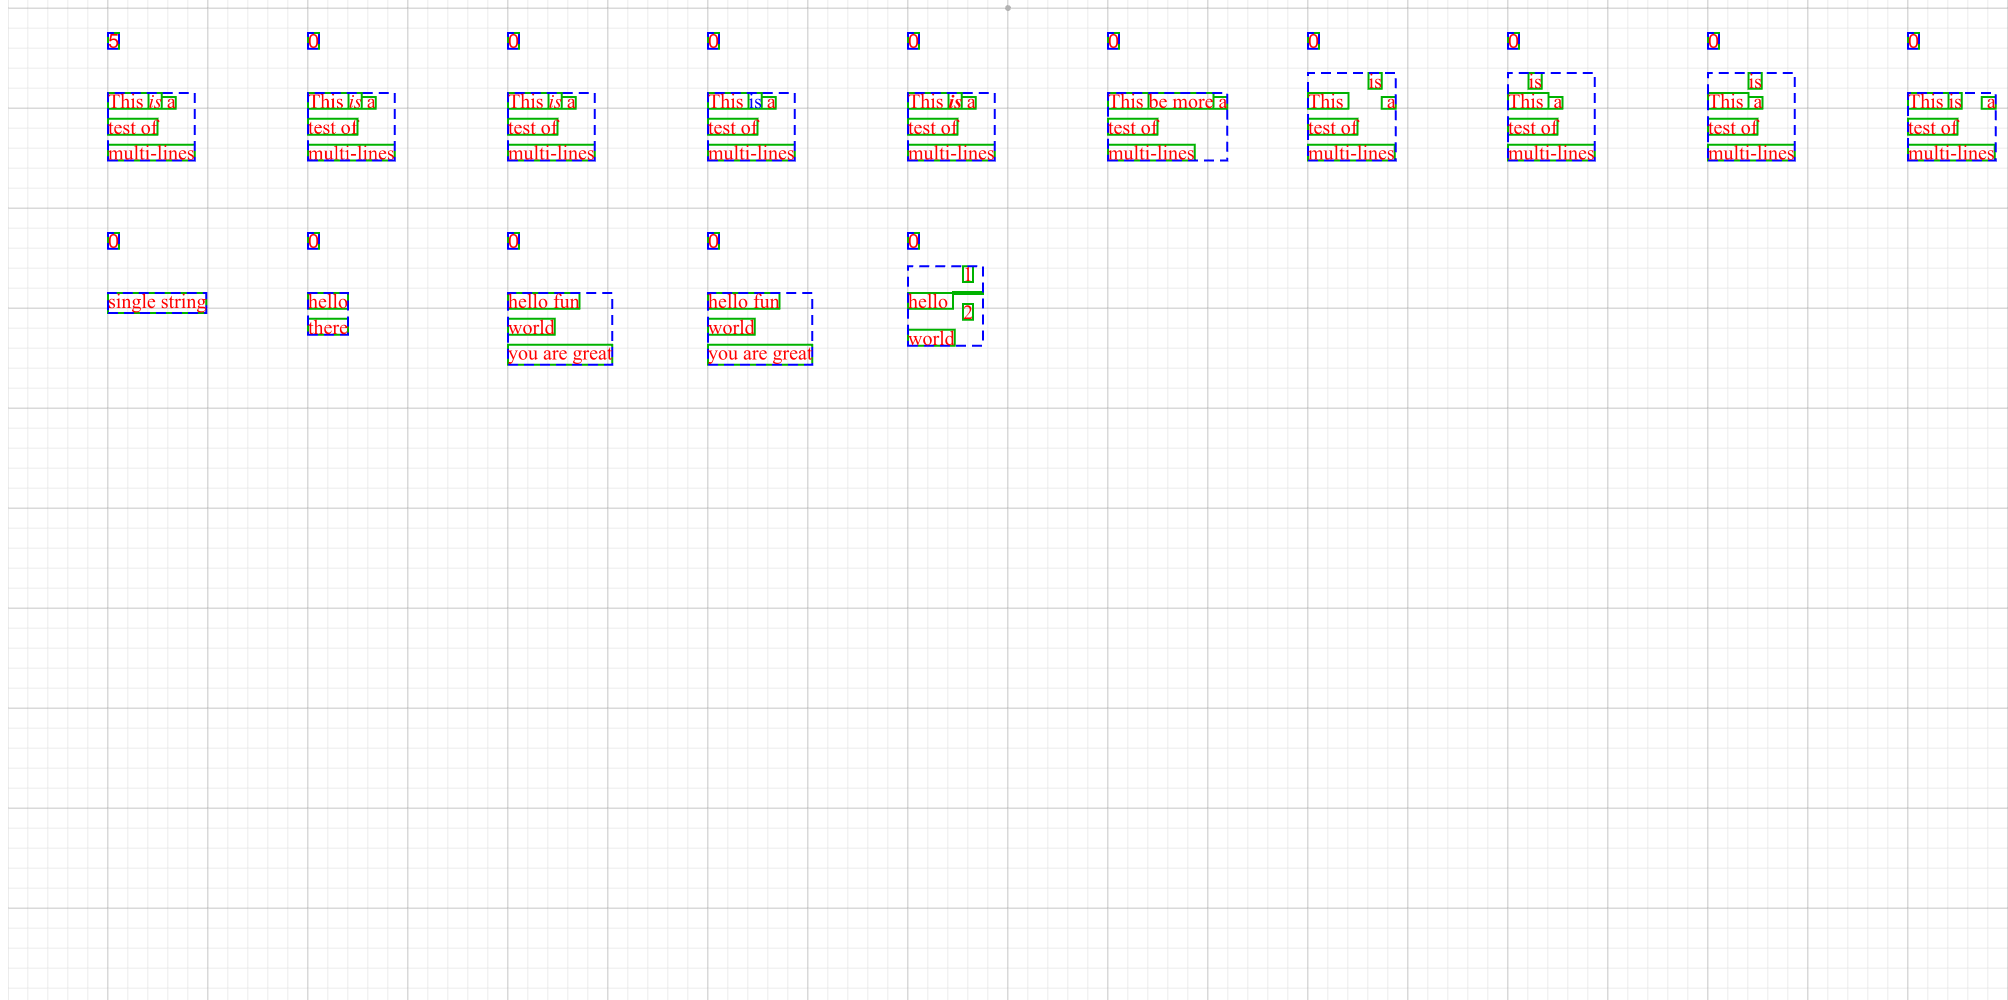 5 0 0 0 0 0 0 0 0 0
This is a
test of
multi-lines
This is a
test of
multi-lines
This is a
test of
multi-lines
This is a
test of
multi-lines
This is a
test of
multi-lines
This be more a
test of
multi-lines
is
This a
test of
multi-lines
is
This a
test of
multi-lines
is
This a
test of
multi-lines
This is a
test of
multi-lines
0 0 0 0 0
single string
hello
there
hello fun
world
you are great
hello fun
world
you are great
1
hello
2
world